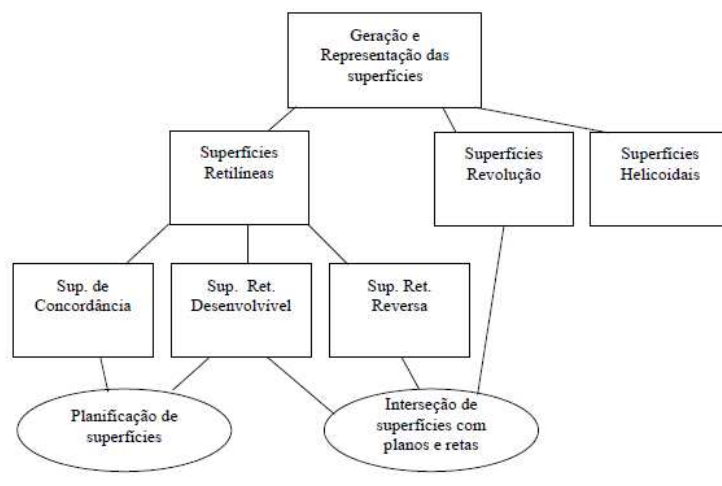 Geração e
Representação das
superfícies
Superfícies
Retilíneas
Superfícies
Revolução
Superfícies
Helicoidais
Sup. de
Concordância
Sup. Ret.
Desenvolvível
Sup. Ret.
Reversa
Planificação de
superfícies
Interseção de
superfícies com
planos e retas